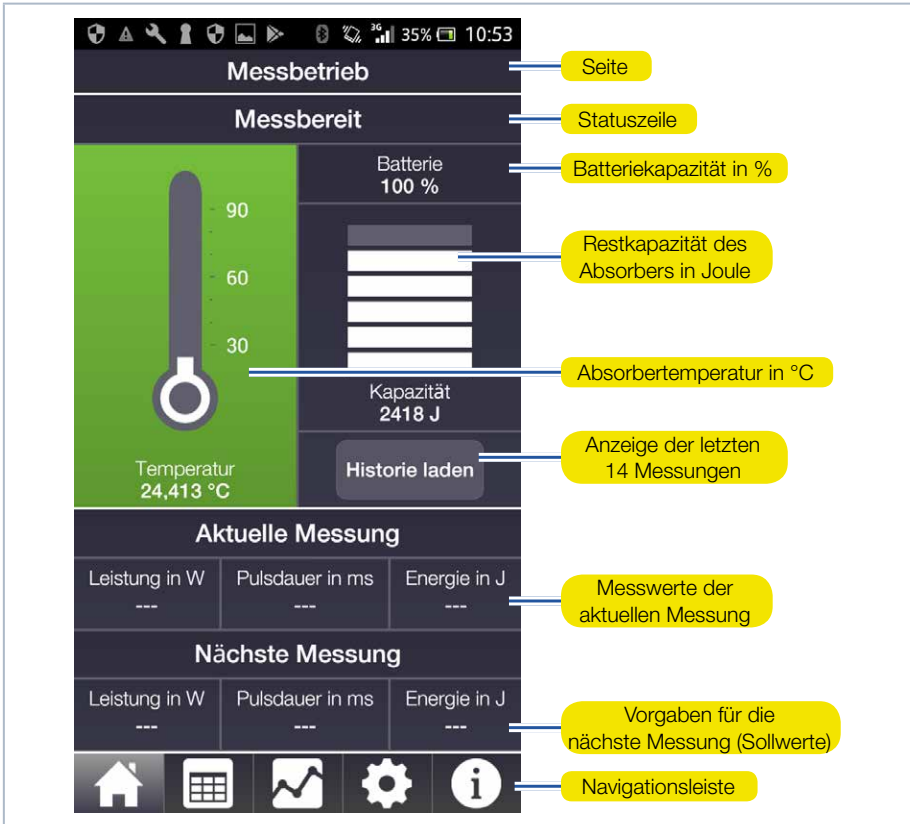 3G 35% 10:53
Messbetrieb
Seite
Messbereit
Statuszeile
Batterie
100 %
Batteriekapazität in %
90
60
30
Restkapazität des
Absorbers in Joule
Absorbertemperatur in °C
Kapazität
2418 J
Temperatur
24,413 °C
Historie laden
Anzeige der letzten
14 Messungen
Aktuelle Messung
Leistung in W Pulsdauer in ms Energie in J
--- --- ---
Messwerte der
aktuellen Messung
Nächste Messung
Leistung in W Pulsdauer in ms Energie in J
--- --- ---
Vorgaben für die
nächste Messung (Sollwerte)
Navigationsleiste